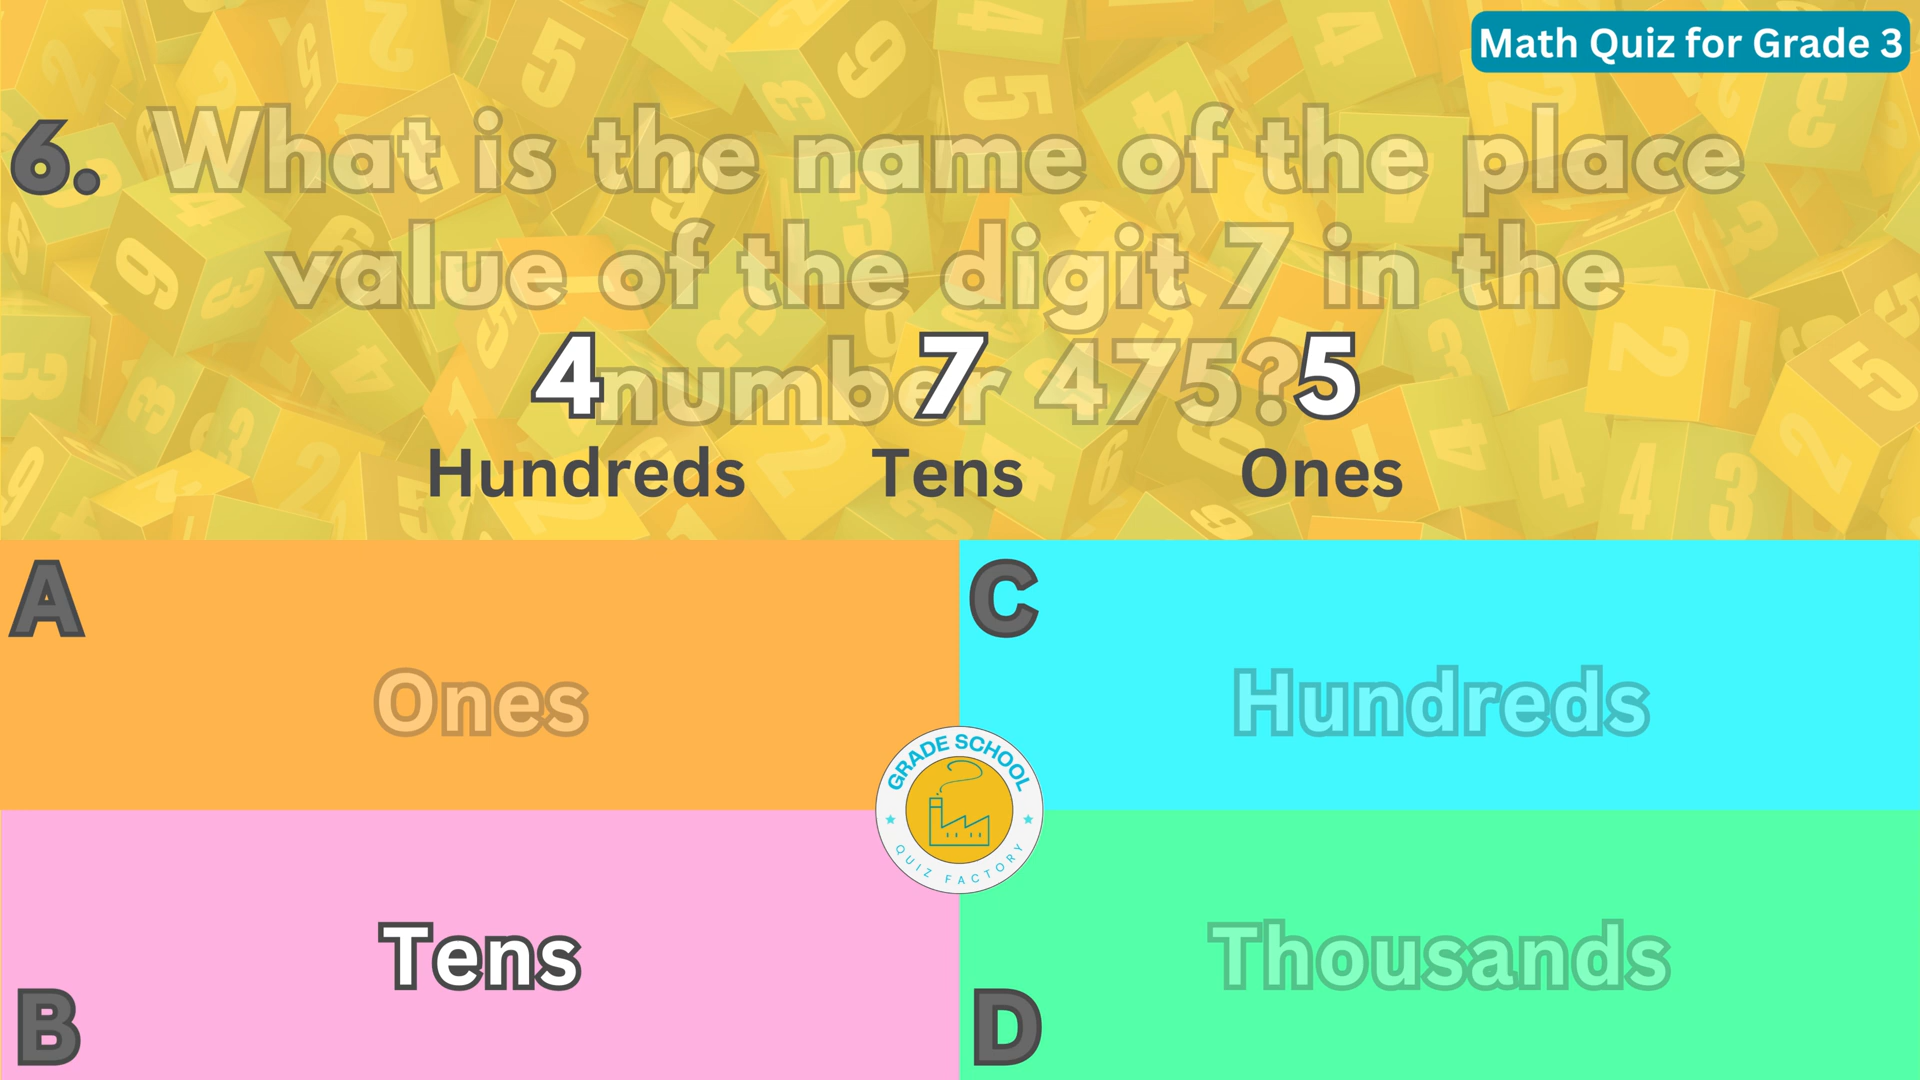 Math Quiz for Grade 3
6. What is the name of the place
value of the digit 7 in the
number 475?
4 7 5
Hundreds Tens Ones
A
Ones
C
Hundreds
B
Tens
D
Thousands
GRADE SCHOOL
QUIZ FACTORY